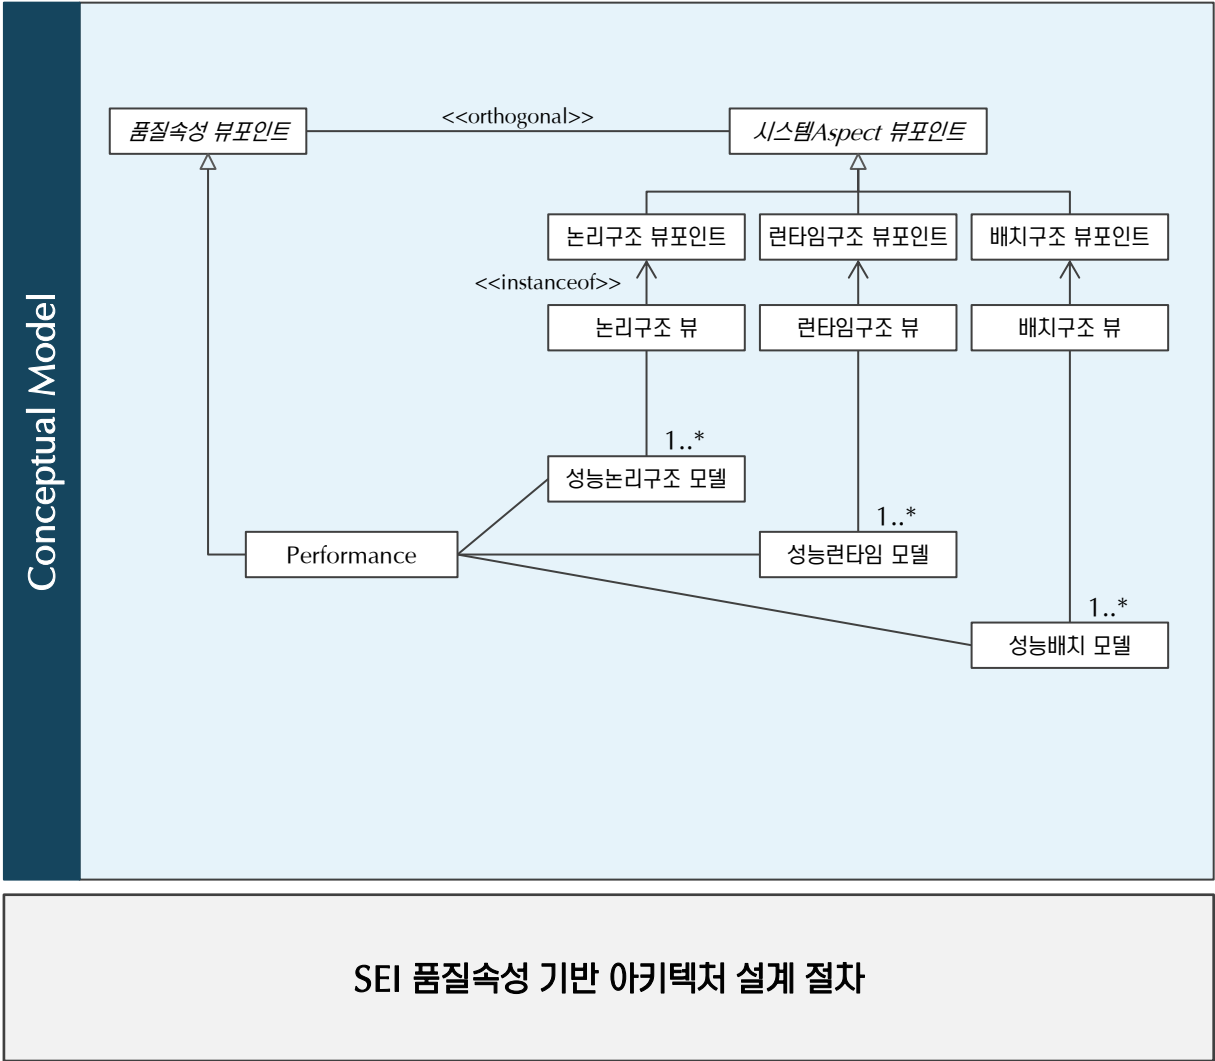 Conceptual Model
품질속성 뷰포인트
<<orthogonal>>
시스템Aspect 뷰포인트
논리구조 뷰포인트
런타임구조 뷰포인트
배치구조 뷰포인트
<<instanceof>>
논리구조 뷰
런타임구조 뷰
배치구조 뷰
1..*
성능논리구조 모델
1..*
Performance
성능런타임 모델
1..*
성능배치 모델
SEI 품질속성 기반 아키텍처 설계 절차